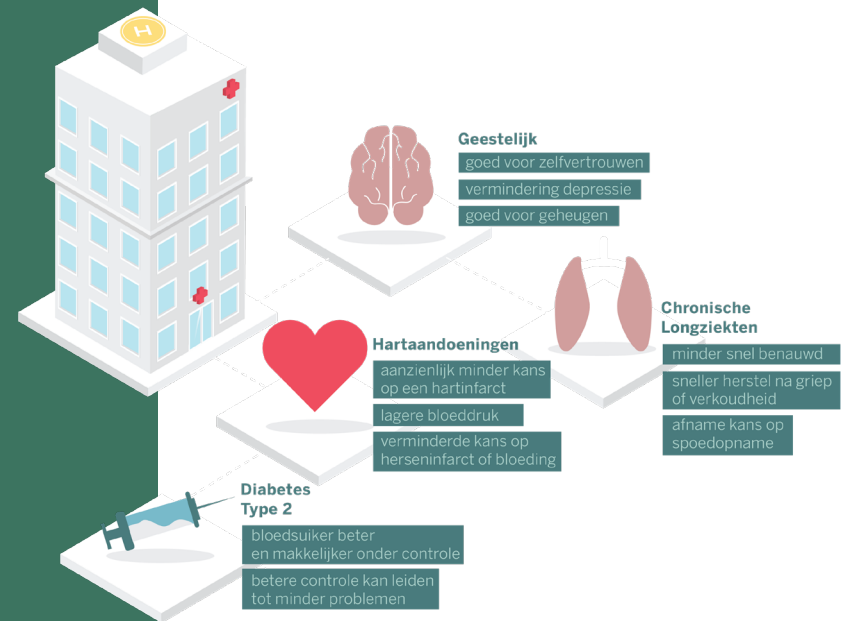 H
Geestelijk
goed voor zelfvertrouwen
vermindering depressie
goed voor geheugen
Chronische
Longziekten
minder snel benauwd
sneller herstel na griep
of verkoudheid
afname kans op
spoedopname
Hartaandoeningen
aanzienlijk minder kans
op een hartinfarct
lagere bloeddruk
verminderde kans op
herseninfarct of bloeding
Diabetes
Type 2
bloedsuiker beter
en makkelijker onder controle
betere controle kan leiden
tot minder problemen